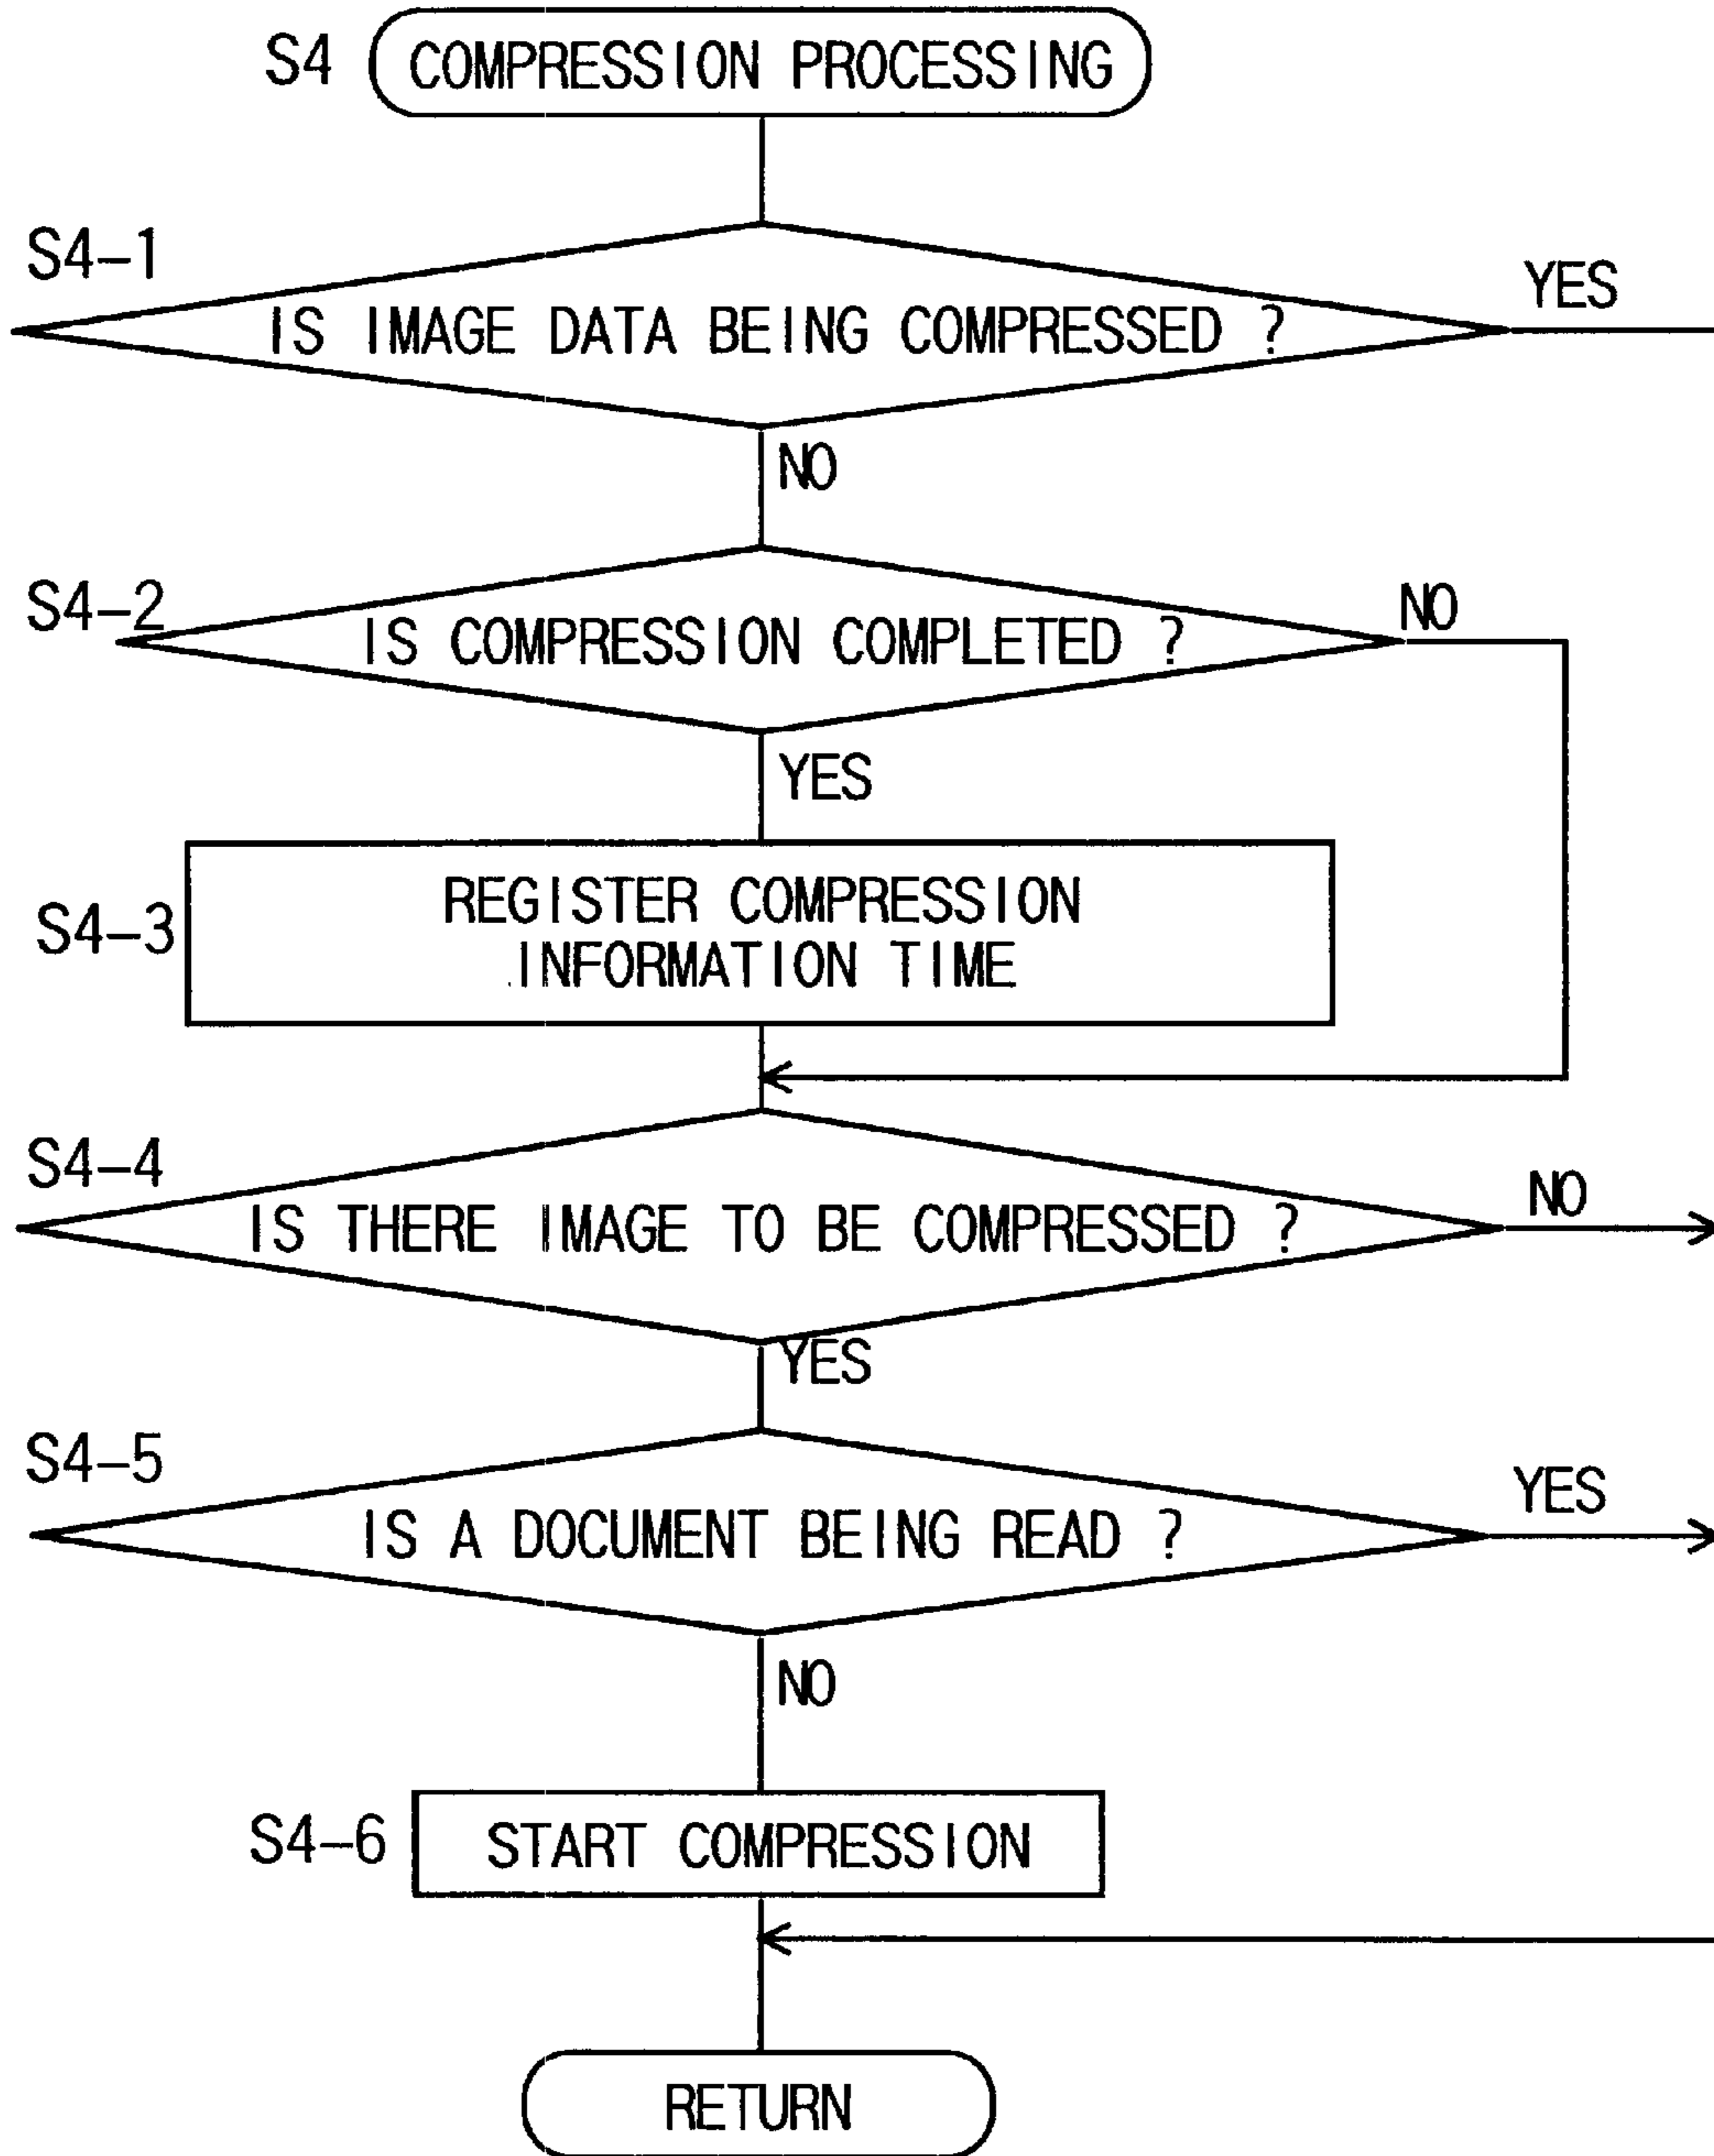 S4 COMPRESSION PROCESSING
S4-1
YES
IS IMAGE DATA BEING COMPRESSED ?
NO
S4-2
NO
IS COMPRESSION COMPLETED ?
YES
S4-3
REGISTER COMPRESSION
INFORMATION TIME
S4-4
NO
IS THERE IMAGE TO BE COMPRESSED ?
YES
S4-5
YES
IS A DOCUMENT BEING READ ?
NO
S4-6 START COMPRESSION
RETURN